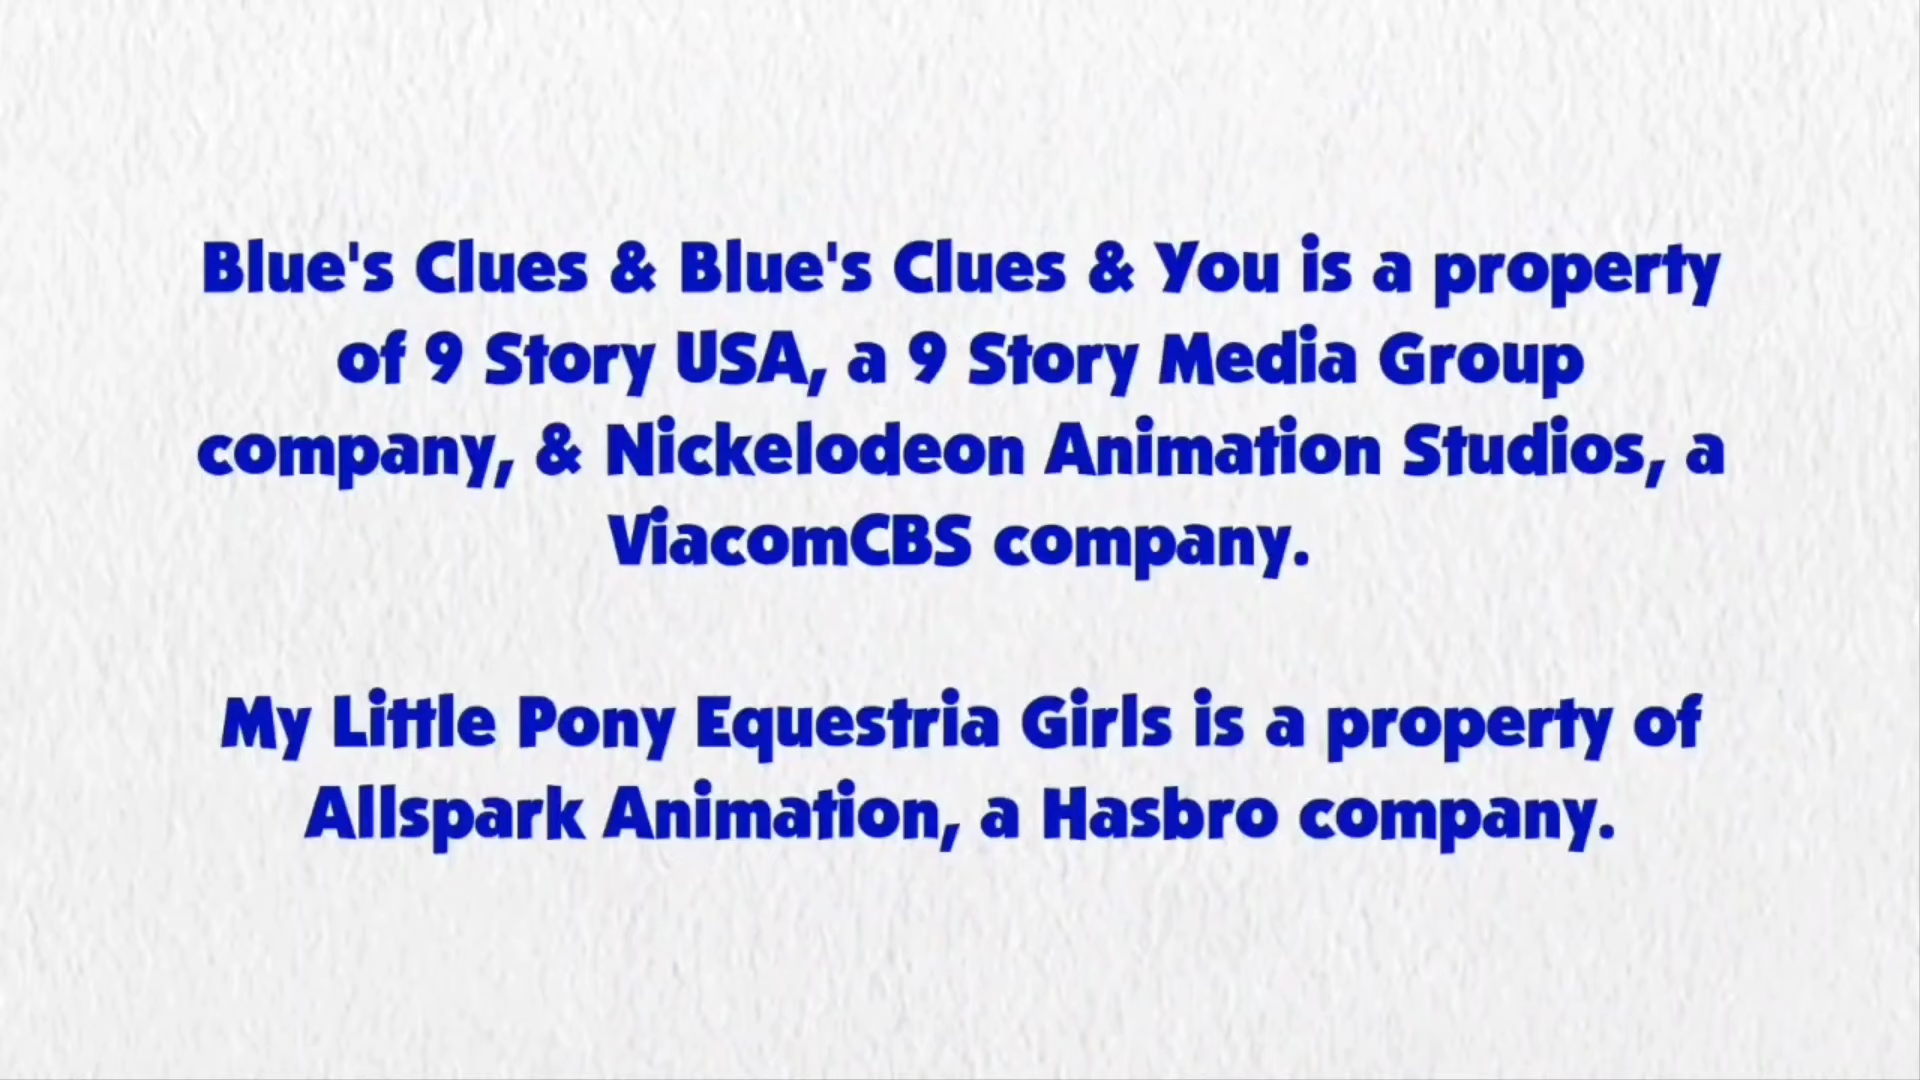 Blue's Clues & Blue's Clues & You is a property
of 9 Story USA, a 9 Story Media Group
company, & Nickelodeon Animation Studios, a
ViacomCBS company.
My Little Pony Equestria Girls is a property of
Allspark Animation, a Hasbro company.